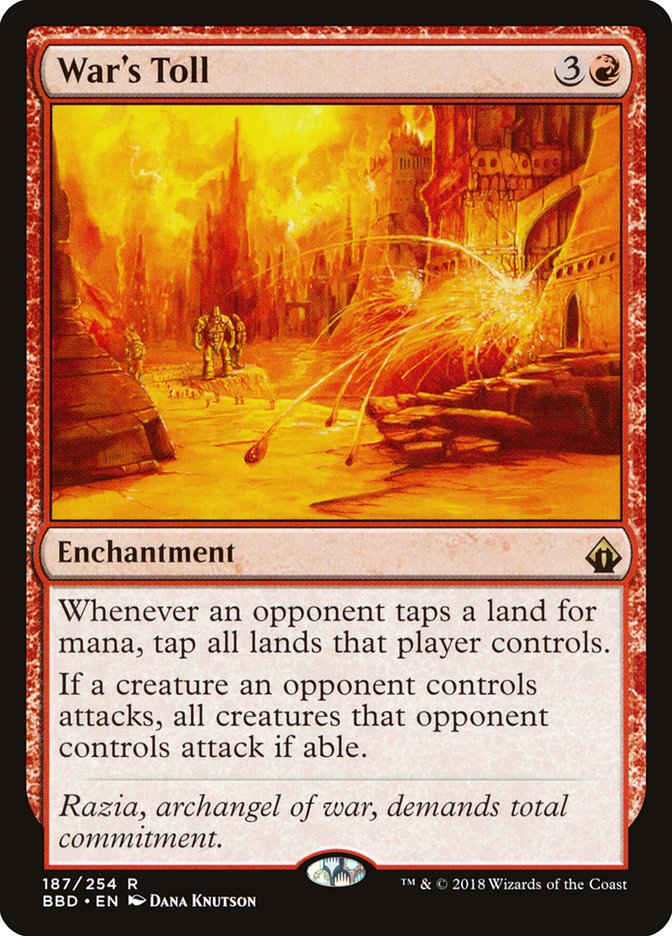 War's Toll 3
Enchantment
Whenever an opponent taps a land for
mana, tap all lands that player controls.
If a creature an opponent controls
attacks, all creatures that opponent
controls attack if able.
Razia, archangel of war, demands total
commitment.
187/254 R
BBD • EN Dana Knutson
™ & © 2018 Wizards of the Coast